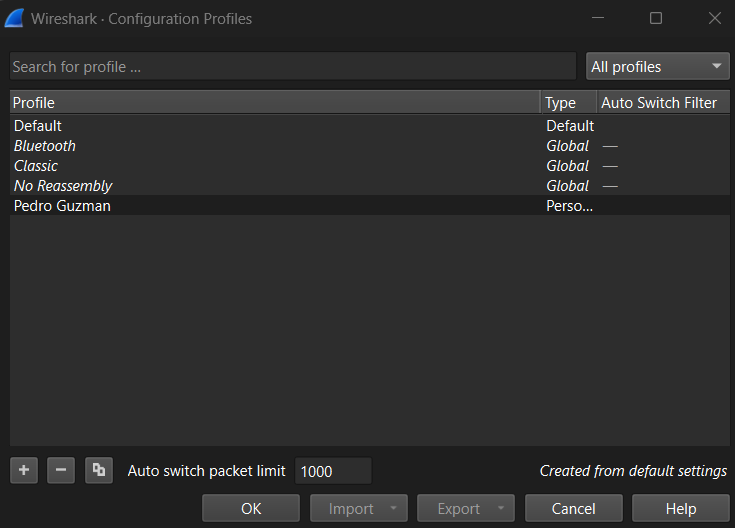 Wireshark · Configuration Profiles
Search for profile ...
All profiles
Profile Type Auto Switch Filter
Default Default
Bluetooth Global —
Classic Global —
No Reassembly Global —
Pedro Guzman Perso...
Auto switch packet limit 1000 Created from default settings
OK Import Export Cancel Help